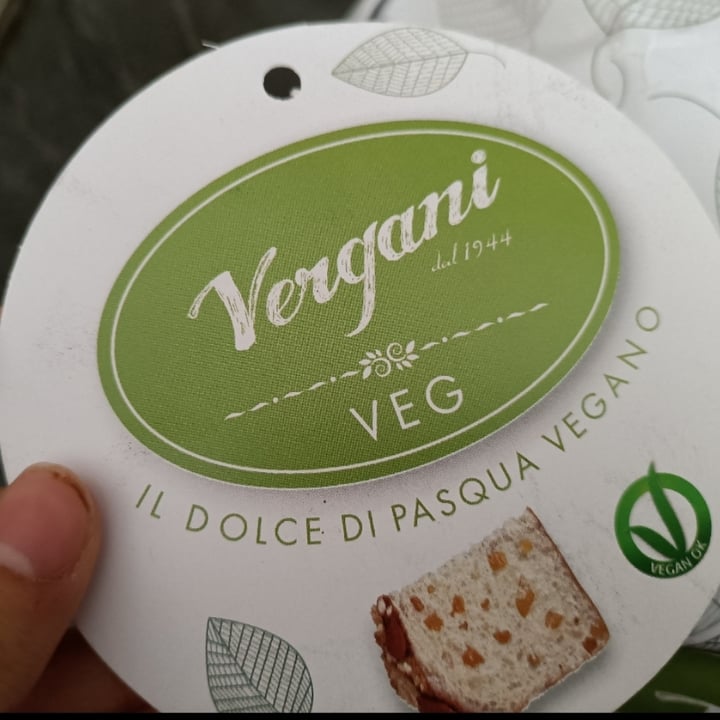 Vergani
dal 1944
VEG
IL DOLCE DI PASQUA VEGANO
VEGAN OK